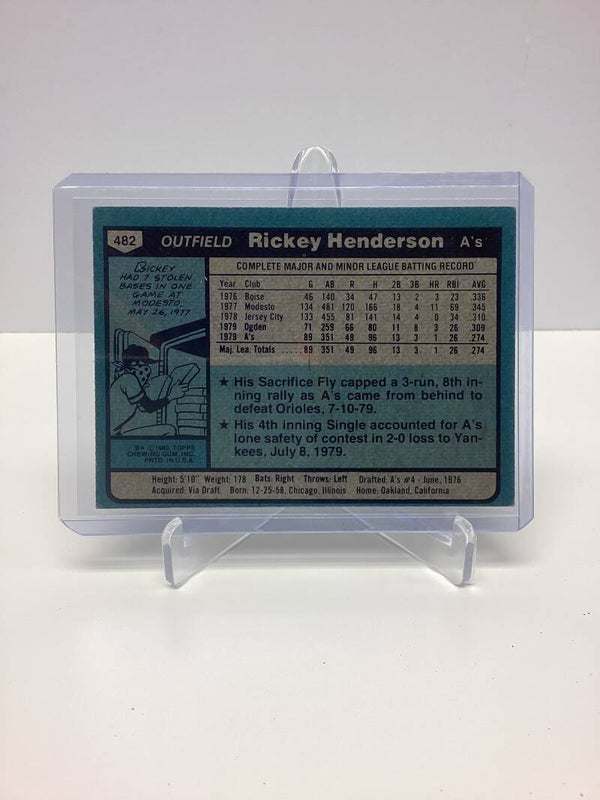 482 OUTFIELD Rickey Henderson A's
RICKEY
HAD 7 STOLEN
BASES IN ONE
GAME AT
MODESTO,
MAY 26, 1977
COMPLETE MAJOR AND MINOR LEAGUE BATTING RECORD
Year Club G AB R H 2B 3B HR RBI AVG
1976 Boise 46 140 34 47 13 2 3 23 .336
1977 Modesto 134 481 120 166 18 4 11 69 .345
1978 Jersey City 133 455 81 141 14 4 0 34 .310
1979 Ogden 71 259 66 80 11 8 3 26 .309
1979 A's 89 351 49 96 13 3 1 26 .274
Maj. Lea. Totals ..... 89 351 49 96 13 3 1 26 .274
★ His Sacrifice Fly capped a 3-run, 8th in-
ning rally as A's came from behind to
defeat Orioles, 7-10-79.
★ His 4th inning Single accounted for A's
lone safety of contest in 2-0 loss to Yan-
kees, July 8, 1979.
© 1980, TOPPS
CHEWING GUM, INC.
PRTD. IN U.S.A.
Height: 5'10" Weight: 178 Bats: Right - Throws: Left Drafted: A's #4 - June, 1976
Acquired: Via Draft Born: 12-25-58, Chicago, Illinois Home: Oakland, California